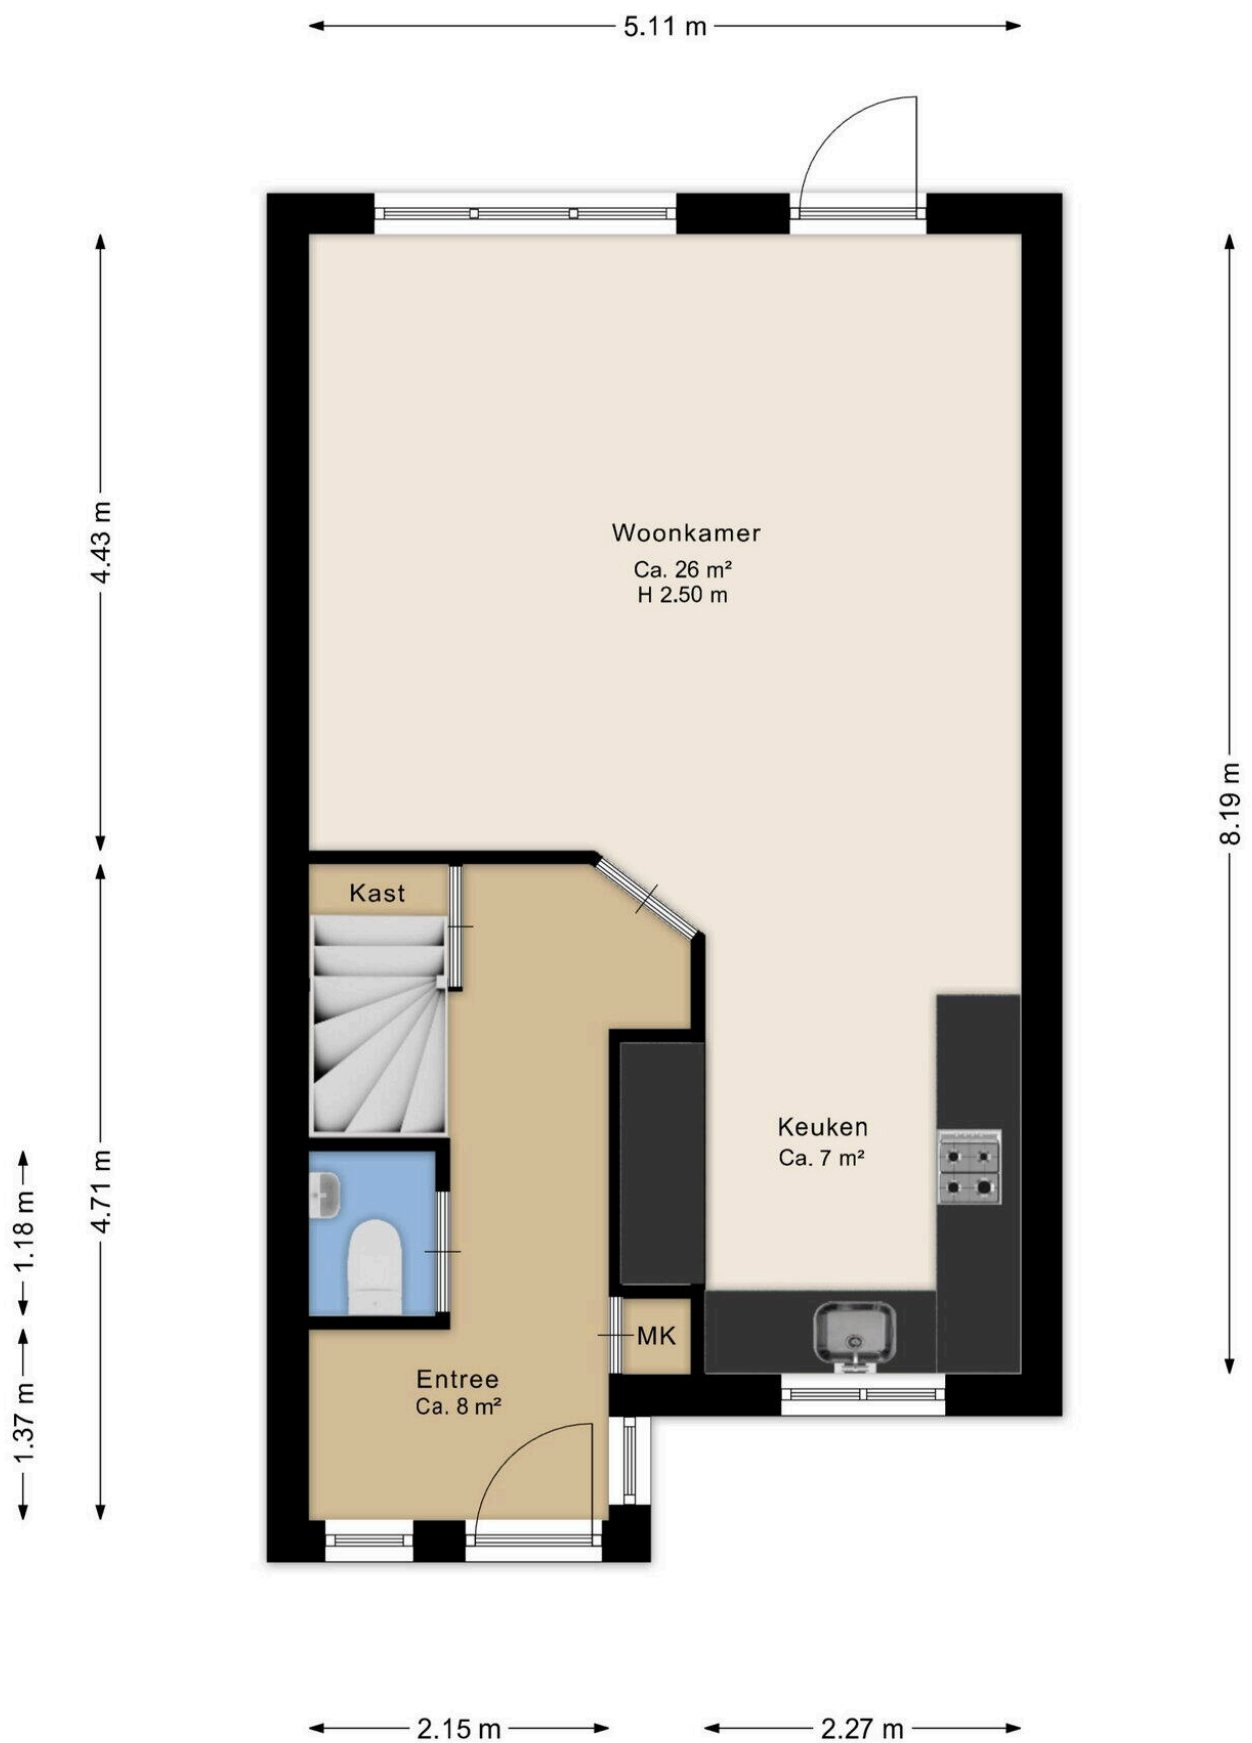 5.11 m
4.43 m
8.19 m
Woonkamer
Ca. 26 m²
H 2.50 m
Kast
4.71 m
1.18 m
Keuken
Ca. 7 m²
MK
1.37 m
Entree
Ca. 8 m²
2.15 m
2.27 m